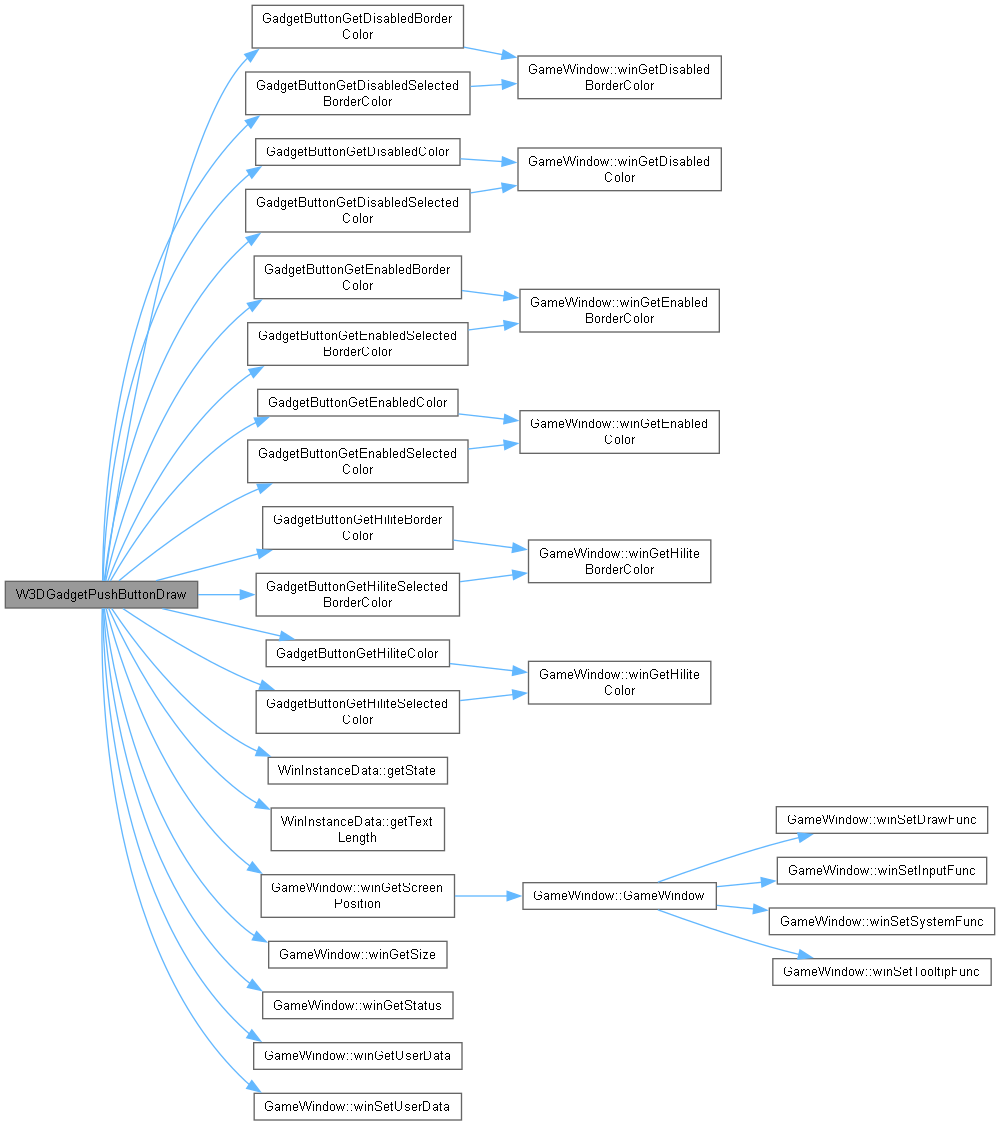 W3DGadgetPushButtonDraw
GadgetButtonGetDisabledBorder
Color
GadgetButtonGetDisabledSelected
BorderColor
GadgetButtonGetDisabledColor
GadgetButtonGetDisabledSelected
Color
GadgetButtonGetEnabledBorder
Color
GadgetButtonGetEnabledSelected
BorderColor
GadgetButtonGetEnabledColor
GadgetButtonGetEnabledSelected
Color
GadgetButtonGetHiliteBorder
Color
GadgetButtonGetHiliteSelected
BorderColor
GadgetButtonGetHiliteColor
GadgetButtonGetHiliteSelected
Color
WinInstanceData::getState
WinInstanceData::getText
Length
GameWindow::winGetScreen
Position
GameWindow::winGetSize
GameWindow::winGetStatus
GameWindow::winGetUserData
GameWindow::winSetUserData
GameWindow::winGetDisabled
BorderColor
GameWindow::winGetDisabled
Color
GameWindow::winGetEnabled
BorderColor
GameWindow::winGetEnabled
Color
GameWindow::winGetHilite
BorderColor
GameWindow::winGetHilite
Color
GameWindow::GameWindow
GameWindow::winSetDrawFunc
GameWindow::winSetInputFunc
GameWindow::winSetSystemFunc
GameWindow::winSetTooltipFunc